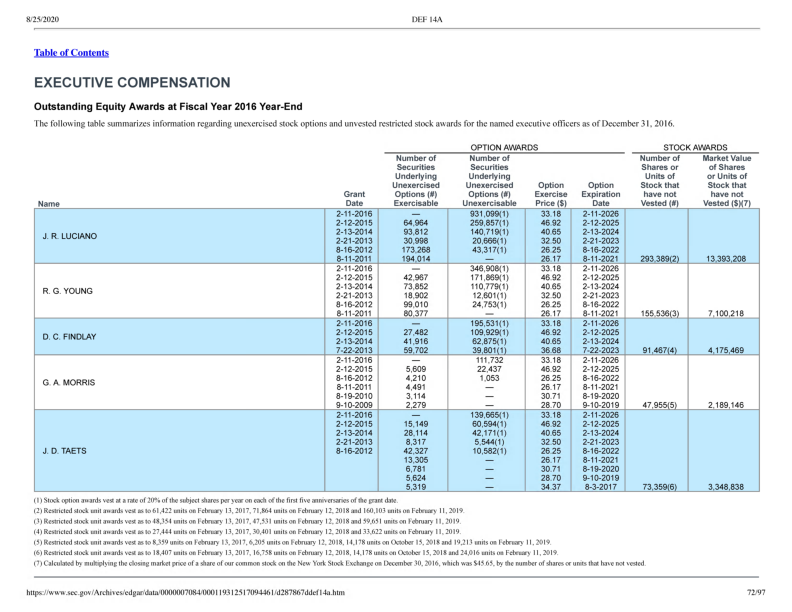 8/25/2020 DEF 14A
Table of Contents
EXECUTIVE COMPENSATION
Outstanding Equity Awards at Fiscal Year 2016 Year-End
The following table summarizes information regarding unexercised stock options and unvested restricted stock awards for the named executive officers as of December 31, 2016.
OPTION AWARDS STOCK AWARDS
Name Grant Date Number of Securities Underlying Unexercised Options (#) Exercisable Number of Securities Underlying Unexercised Options (#) Unexercisable Option Exercise Price ($) Option Expiration Date Number of Shares or Units of Stock that have not Vested (#) Market Value of Shares or Units of Stock that have not Vested ($)(7)
J. R. LUCIANO
2-11-2016 — 931,099(1) 33.18 2-11-2026
2-12-2015 64,964 259,857(1) 46.92 2-12-2025
2-13-2014 93,812 140,719(1) 40.65 2-13-2024
2-21-2013 30,998 20,666(1) 32.50 2-21-2023
8-16-2012 173,268 43,317(1) 26.25 8-16-2022
8-11-2011 194,014 — 26.17 8-11-2021 293,389(2) 13,393,208
R. G. YOUNG
2-11-2016 — 346,908(1) 33.18 2-11-2026
2-12-2015 42,967 171,869(1) 46.92 2-12-2025
2-13-2014 73,852 110,779(1) 40.65 2-13-2024
2-21-2013 18,902 12,601(1) 32.50 2-21-2023
8-16-2012 99,010 24,753(1) 26.25 8-16-2022
8-11-2011 80,377 — 26.17 8-11-2021 155,536(3) 7,100,218
D. C. FINDLAY
2-11-2016 — 195,531(1) 33.18 2-11-2026
2-12-2015 27,482 109,929(1) 46.92 2-12-2025
2-13-2014 41,916 62,875(1) 40.65 2-13-2024
7-22-2013 59,702 39,801(1) 36.68 7-22-2023 91,467(4) 4,175,469
G. A. MORRIS
2-11-2016 — 111,732 33.18 2-11-2026
2-12-2015 5,609 22,437 46.92 2-12-2025
8-16-2012 4,210 1,053 26.25 8-16-2022
8-11-2011 4,491 — 26.17 8-11-2021
8-19-2010 3,114 — 30.71 8-19-2020
9-10-2009 2,279 — 28.70 9-10-2019 47,955(5) 2,189,146
J. D. TAETS
2-11-2016 — 139,665(1) 33.18 2-11-2026
2-12-2015 15,149 60,594(1) 46.92 2-12-2025
2-13-2014 28,114 42,171(1) 40.65 2-13-2024
2-21-2013 8,317 5,544(1) 32.50 2-21-2023
8-16-2012 42,327 10,582(1) 26.25 8-16-2022
13,305 — 26.17 8-11-2021
6,781 — 30.71 8-19-2020
5,624 — 28.70 9-10-2019
5,319 — 34.37 8-3-2017 73,359(6) 3,348,838
(1) Stock option awards vest at a rate of 20% of the subject shares per year on each of the first five anniversaries of the grant date.
(2) Restricted stock unit awards vest as to 61,422 units on February 13, 2017, 71,864 units on February 12, 2018 and 160,103 units on February 11, 2019.
(3) Restricted stock unit awards vest as to 48,354 units on February 13, 2017, 47,531 units on February 12, 2018 and 59,651 units on February 11, 2019.
(4) Restricted stock unit awards vest as to 27,444 units on February 13, 2017, 30,401 units on February 12, 2018 and 33,622 units on February 11, 2019.
(5) Restricted stock unit awards vest as to 8,359 units on February 13, 2017, 6,205 units on February 12, 2018, 14,178 units on October 15, 2018 and 19,213 units on February 11, 2019.
(6) Restricted stock unit awards vest as to 18,407 units on February 13, 2017, 16,758 units on February 12, 2018, 14,178 units on October 15, 2018 and 24,016 units on February 11, 2019.
(7) Calculated by multiplying the closing market price of a share of our common stock on the New York Stock Exchange on December 30, 2016, which was $45.65, by the number of shares or units that have not vested.
https://www.sec.gov/Archives/edgar/data/0000007084/000119312517094461/d287867ddef14a.htm 72/97